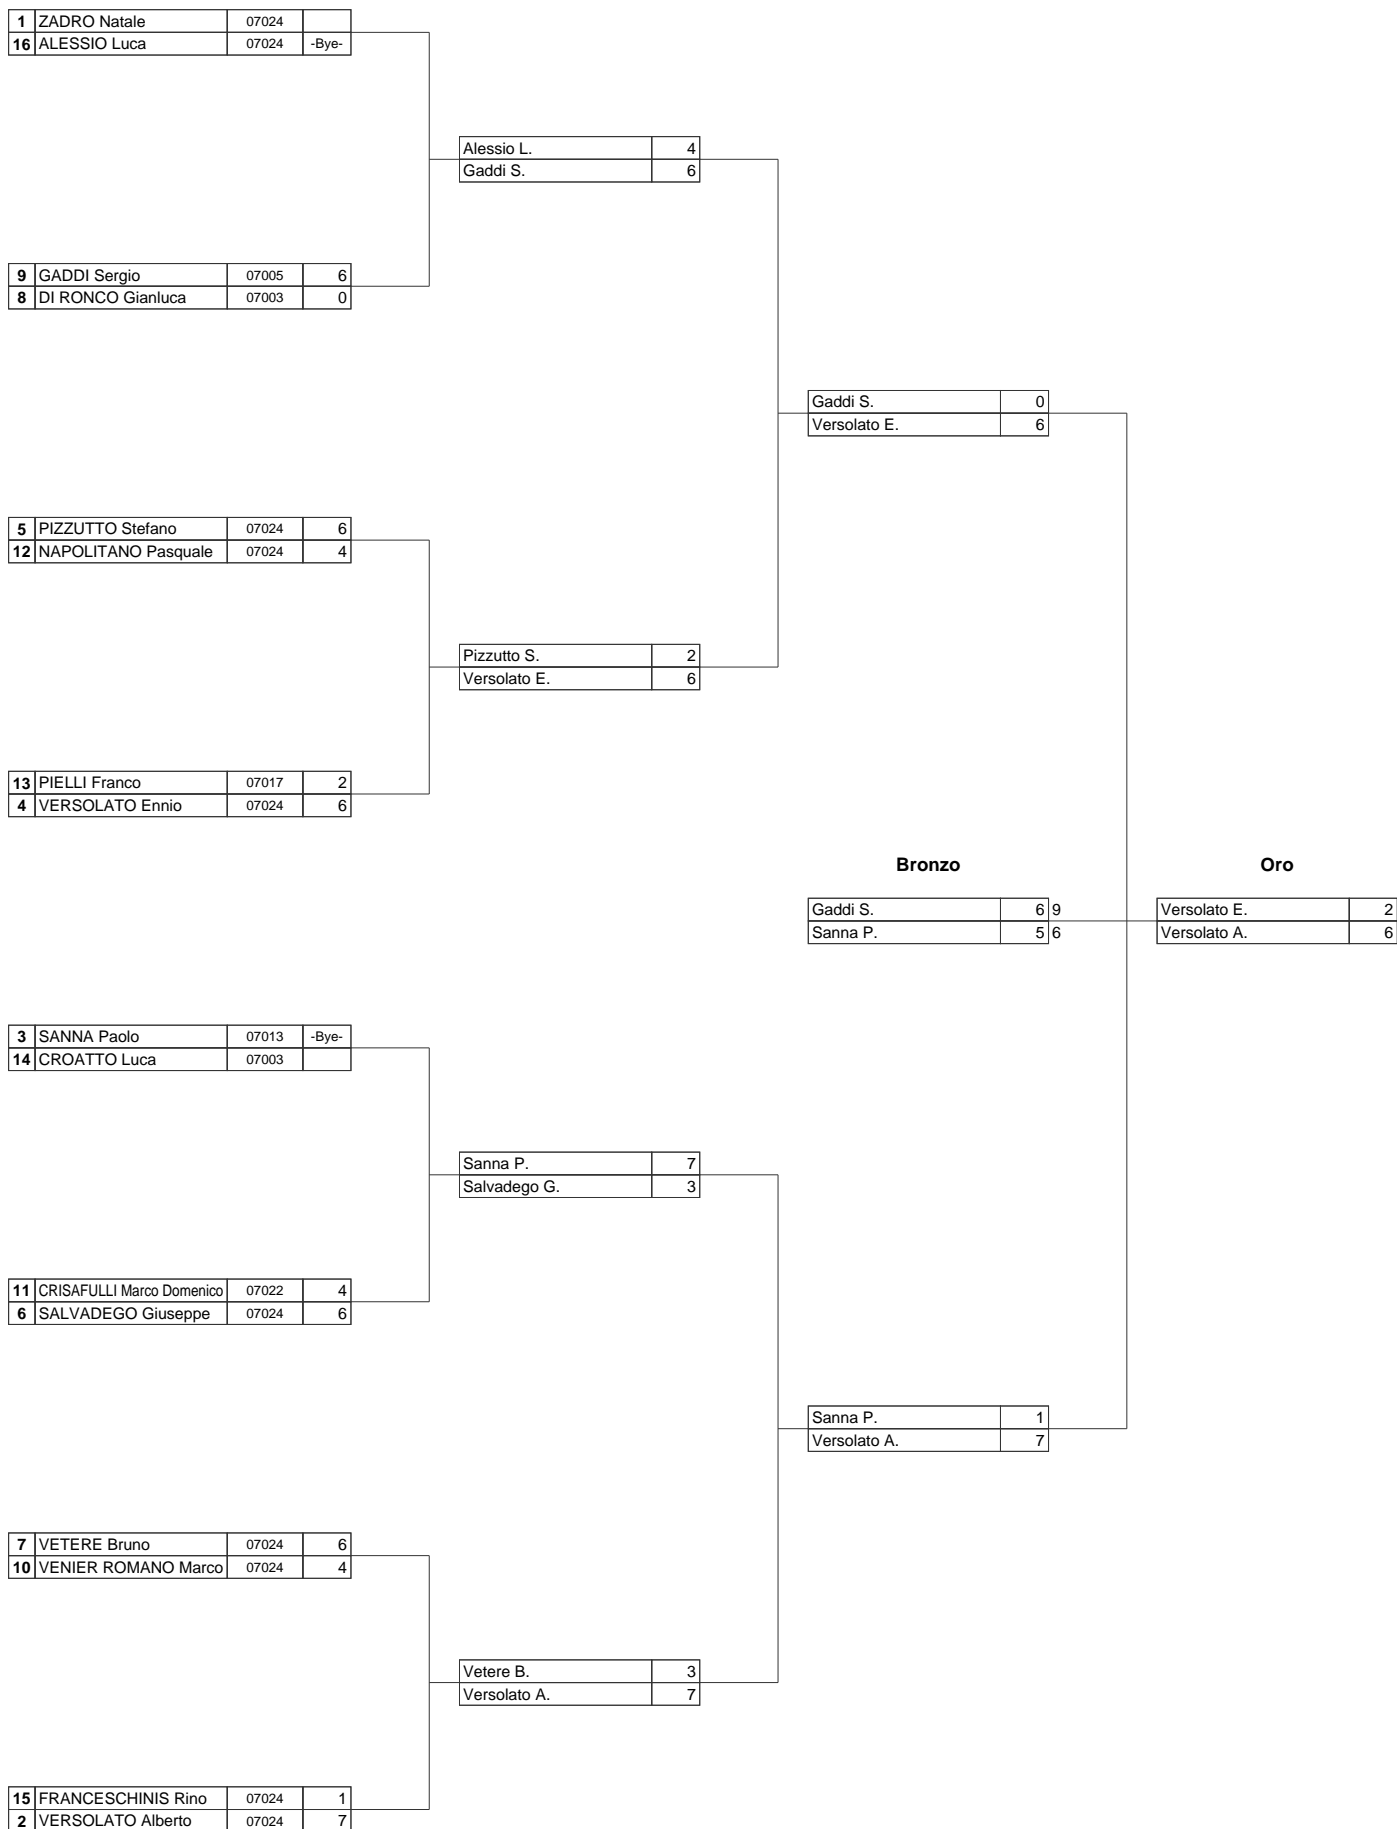 1 ZADRO Natale 07024
16 ALESSIO Luca 07024 -Bye-
Alessio L. 4
Gaddi S. 6
9 GADDI Sergio 07005 6
8 DI RONCO Gianluca 07003 0
Gaddi S. 0
Versolato E. 6
5 PIZZUTTO Stefano 07024 6
12 NAPOLITANO Pasquale 07024 4
Pizzutto S. 2
Versolato E. 6
13 PIELLI Franco 07017 2
4 VERSOLATO Ennio 07024 6
Bronzo Oro
Gaddi S. 6 9 Versolato E. 2
Sanna P. 5 6 Versolato A. 6
3 SANNA Paolo 07013 -Bye-
14 CROATTO Luca 07003
Sanna P. 7
Salvadego G. 3
11 CRISAFULLI Marco Domenico 07022 4
6 SALVADEGO Giuseppe 07024 6
Sanna P. 1
Versolato A. 7
7 VETERE Bruno 07024 6
10 VENIER ROMANO Marco 07024 4
Vetere B. 3
Versolato A. 7
15 FRANCESCHINIS Rino 07024 1
2 VERSOLATO Alberto 07024 7